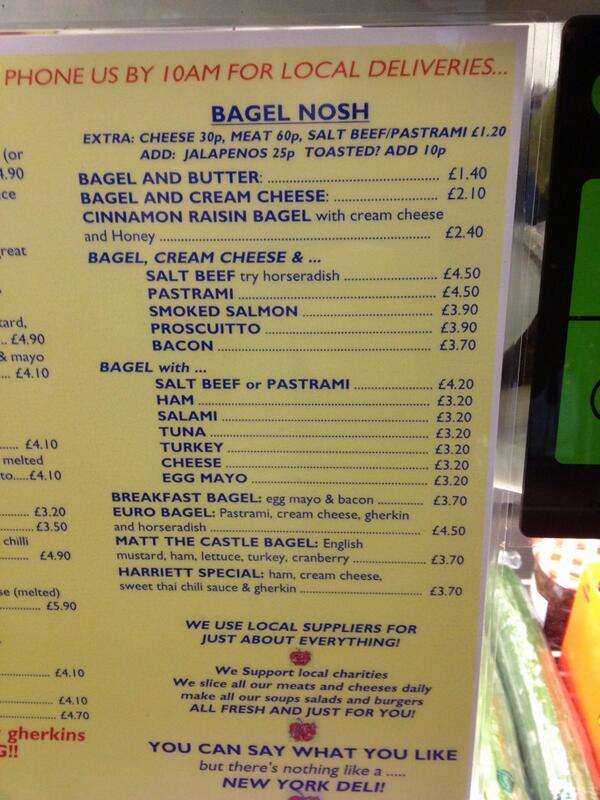 PHONE US BY 10AM FOR LOCAL DELIVERIES...
BAGEL NOSH
EXTRA: CHEESE 30p, MEAT 60p, SALT BEEF/PASTRAMI £1.20
ADD: JALAPENOS 25p TOASTED? ADD 10p
BAGEL AND BUTTER: ........ £1.40
BAGEL AND CREAM CHEESE: ........ £2.10
CINNAMON RAISIN BAGEL with cream cheese
and Honey ........ £2.40
BAGEL, CREAM CHEESE & ...
SALT BEEF try horseradish ........ £4.50
PASTRAMI ........ £4.50
SMOKED SALMON ........ £3.90
PROSCUITTO ........ £3.90
BACON ........ £3.70
BAGEL with ...
SALT BEEF or PASTRAMI ........ £4.20
HAM ........ £3.20
SALAMI ........ £3.20
TUNA ........ £3.20
TURKEY ........ £3.20
CHEESE ........ £3.20
EGG MAYO ........ £3.20
BREAKFAST BAGEL: egg mayo & bacon ........ £3.70
EURO BAGEL: Pastrami, cream cheese, gherkin
and horseradish ........ £4.50
MATT THE CASTLE BAGEL: English
mustard, ham, lettuce, turkey, cranberry ........ £3.70
HARRIETT SPECIAL: ham, cream cheese,
sweet thai chili sauce & gherkin ........ £3.70
WE USE LOCAL SUPPLIERS FOR
JUST ABOUT EVERYTHING!
We Support local charities
We slice all our meats and cheeses daily
make all our soups salads and burgers
ALL FRESH AND JUST FOR YOU!
YOU CAN SAY WHAT YOU LIKE
but there's nothing like a .....
NEW YORK DELI!
(or
.. £4.90
& mayo
... £4.10
..... £4.10
melted
to.....£4.10
........ £3.20
........ £3.50
chilli
........ £4.90
(melted)
........ £5.90
........ £4.10
........ £4.10
........ £4.70
gherkins